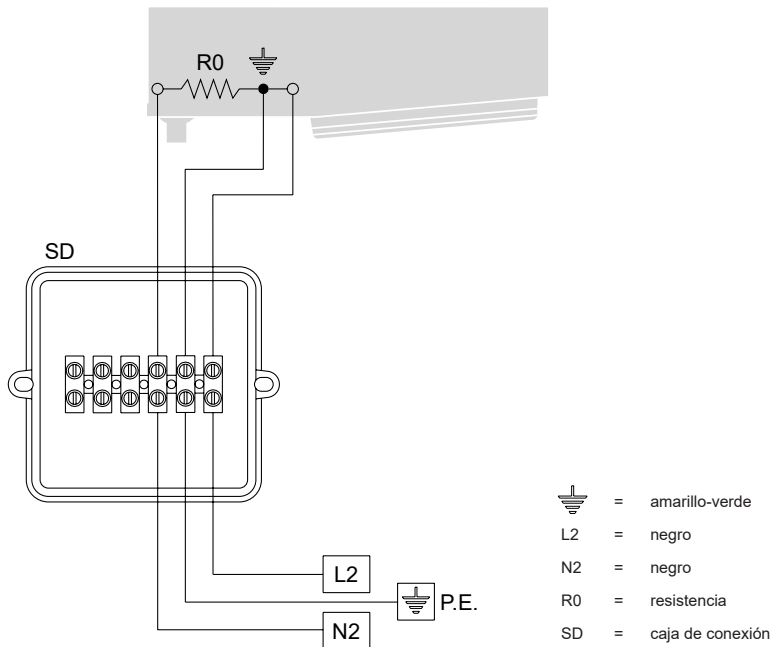 R0
SD
L2
P.E.
N2
= amarillo-verde
L2 = negro
N2 = negro
R0 = resistencia
SD = caja de conexión